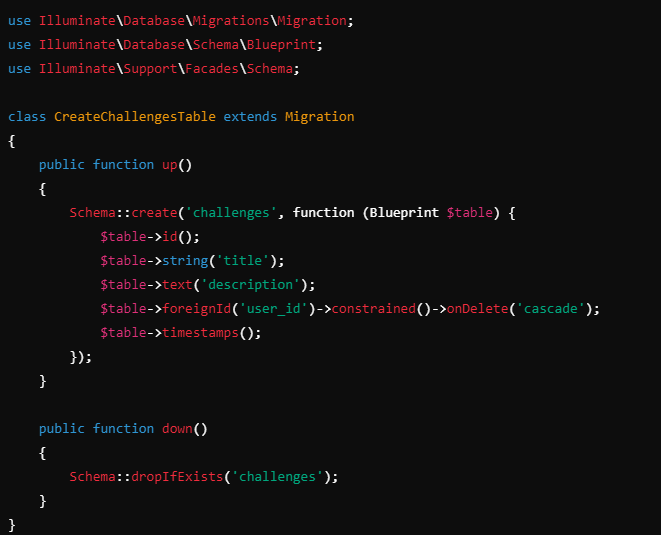 use Illuminate\Database\Migrations\Migration;
use Illuminate\Database\Schema\Blueprint;
use Illuminate\Support\Facades\Schema;

class CreateChallengesTable extends Migration
{
    public function up()
    {
        Schema::create('challenges', function (Blueprint $table) {
            $table->id();
            $table->string('title');
            $table->text('description');
            $table->foreignId('user_id')->constrained()->onDelete('cascade');
            $table->timestamps();
        });
    }

    public function down()
    {
        Schema::dropIfExists('challenges');
    }
}